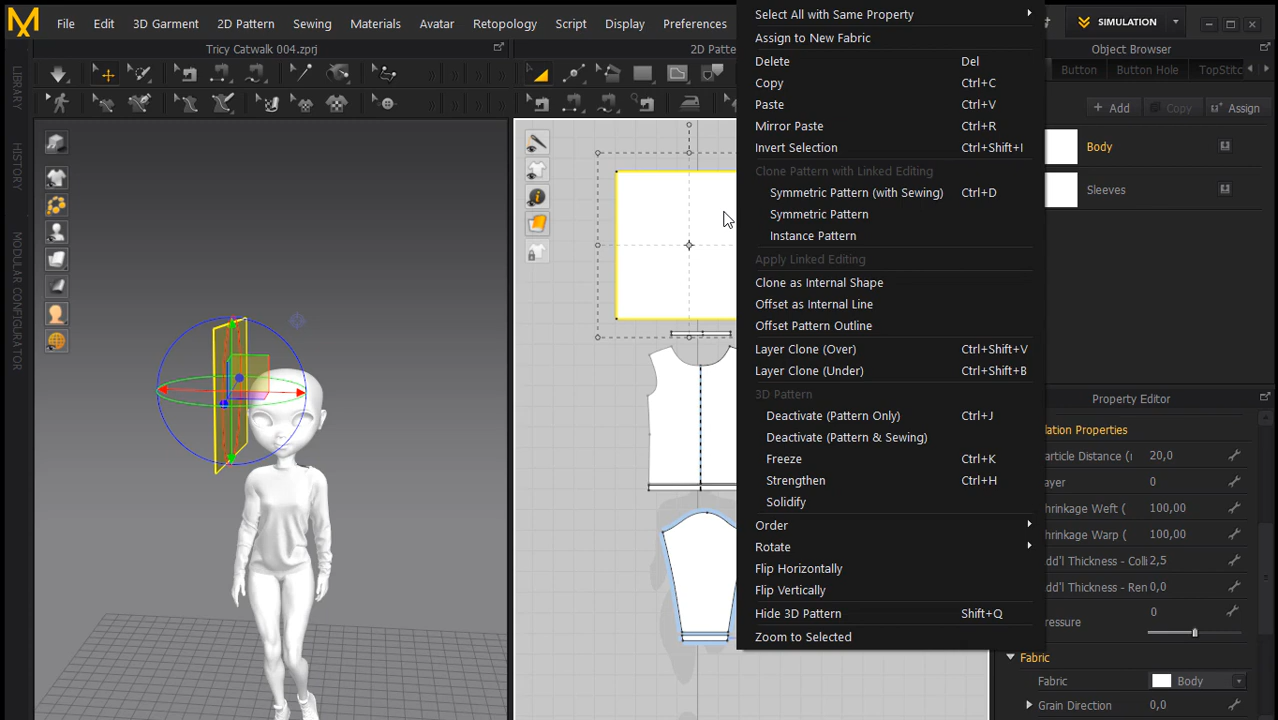 File
Edit
3D Garment
2D Pattern
Sewing
Materials
Avatar
Retopology
Script
Display
Preferences
SIMULATION
Tricy Catwalk 004.zprj
2D Patte
Object Browser
LIBRARY
HISTORY
MODULAR CONFIGURATOR
Button
Button Hole
TopStitc
Add
Copy
Assign
Body
Sleeves
Select All with Same Property
Assign to New Fabric
Delete Del
Copy Ctrl+C
Paste Ctrl+V
Mirror Paste Ctrl+R
Invert Selection Ctrl+Shift+I
Clone Pattern with Linked Editing
Symmetric Pattern (with Sewing) Ctrl+D
Symmetric Pattern
Instance Pattern
Apply Linked Editing
Clone as Internal Shape
Offset as Internal Line
Offset Pattern Outline
Layer Clone (Over) Ctrl+Shift+V
Layer Clone (Under) Ctrl+Shift+B
3D Pattern
Deactivate (Pattern Only) Ctrl+J
Deactivate (Pattern & Sewing)
Freeze Ctrl+K
Strengthen Ctrl+H
Solidify
Order
Rotate
Flip Horizontally
Flip Vertically
Hide 3D Pattern Shift+Q
Zoom to Selected
Property Editor
lation Properties
article Distance (ı 20,0
ayer 0
hrinkage Weft ( 100,00
hrinkage Warp ( 100,00
dd'l Thickness - Colli 2,5
dd'l Thickness - Ren 0,0
ressure 0
Fabric
Fabric Body
Grain Direction 0,0